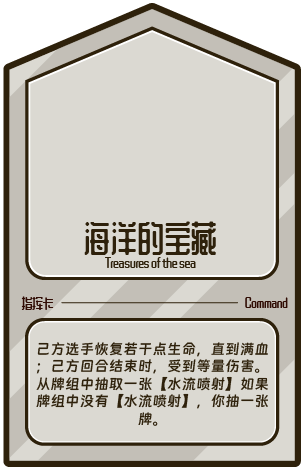 海洋的宝藏
Treasures of the sea
指挥卡
Command
己方选手恢复若干点生命，直到满血
；己方回合结束时，受到等量伤害。
从牌组中抽取一张【水流喷射】如果
牌组中没有【水流喷射】，你抽一张
牌。